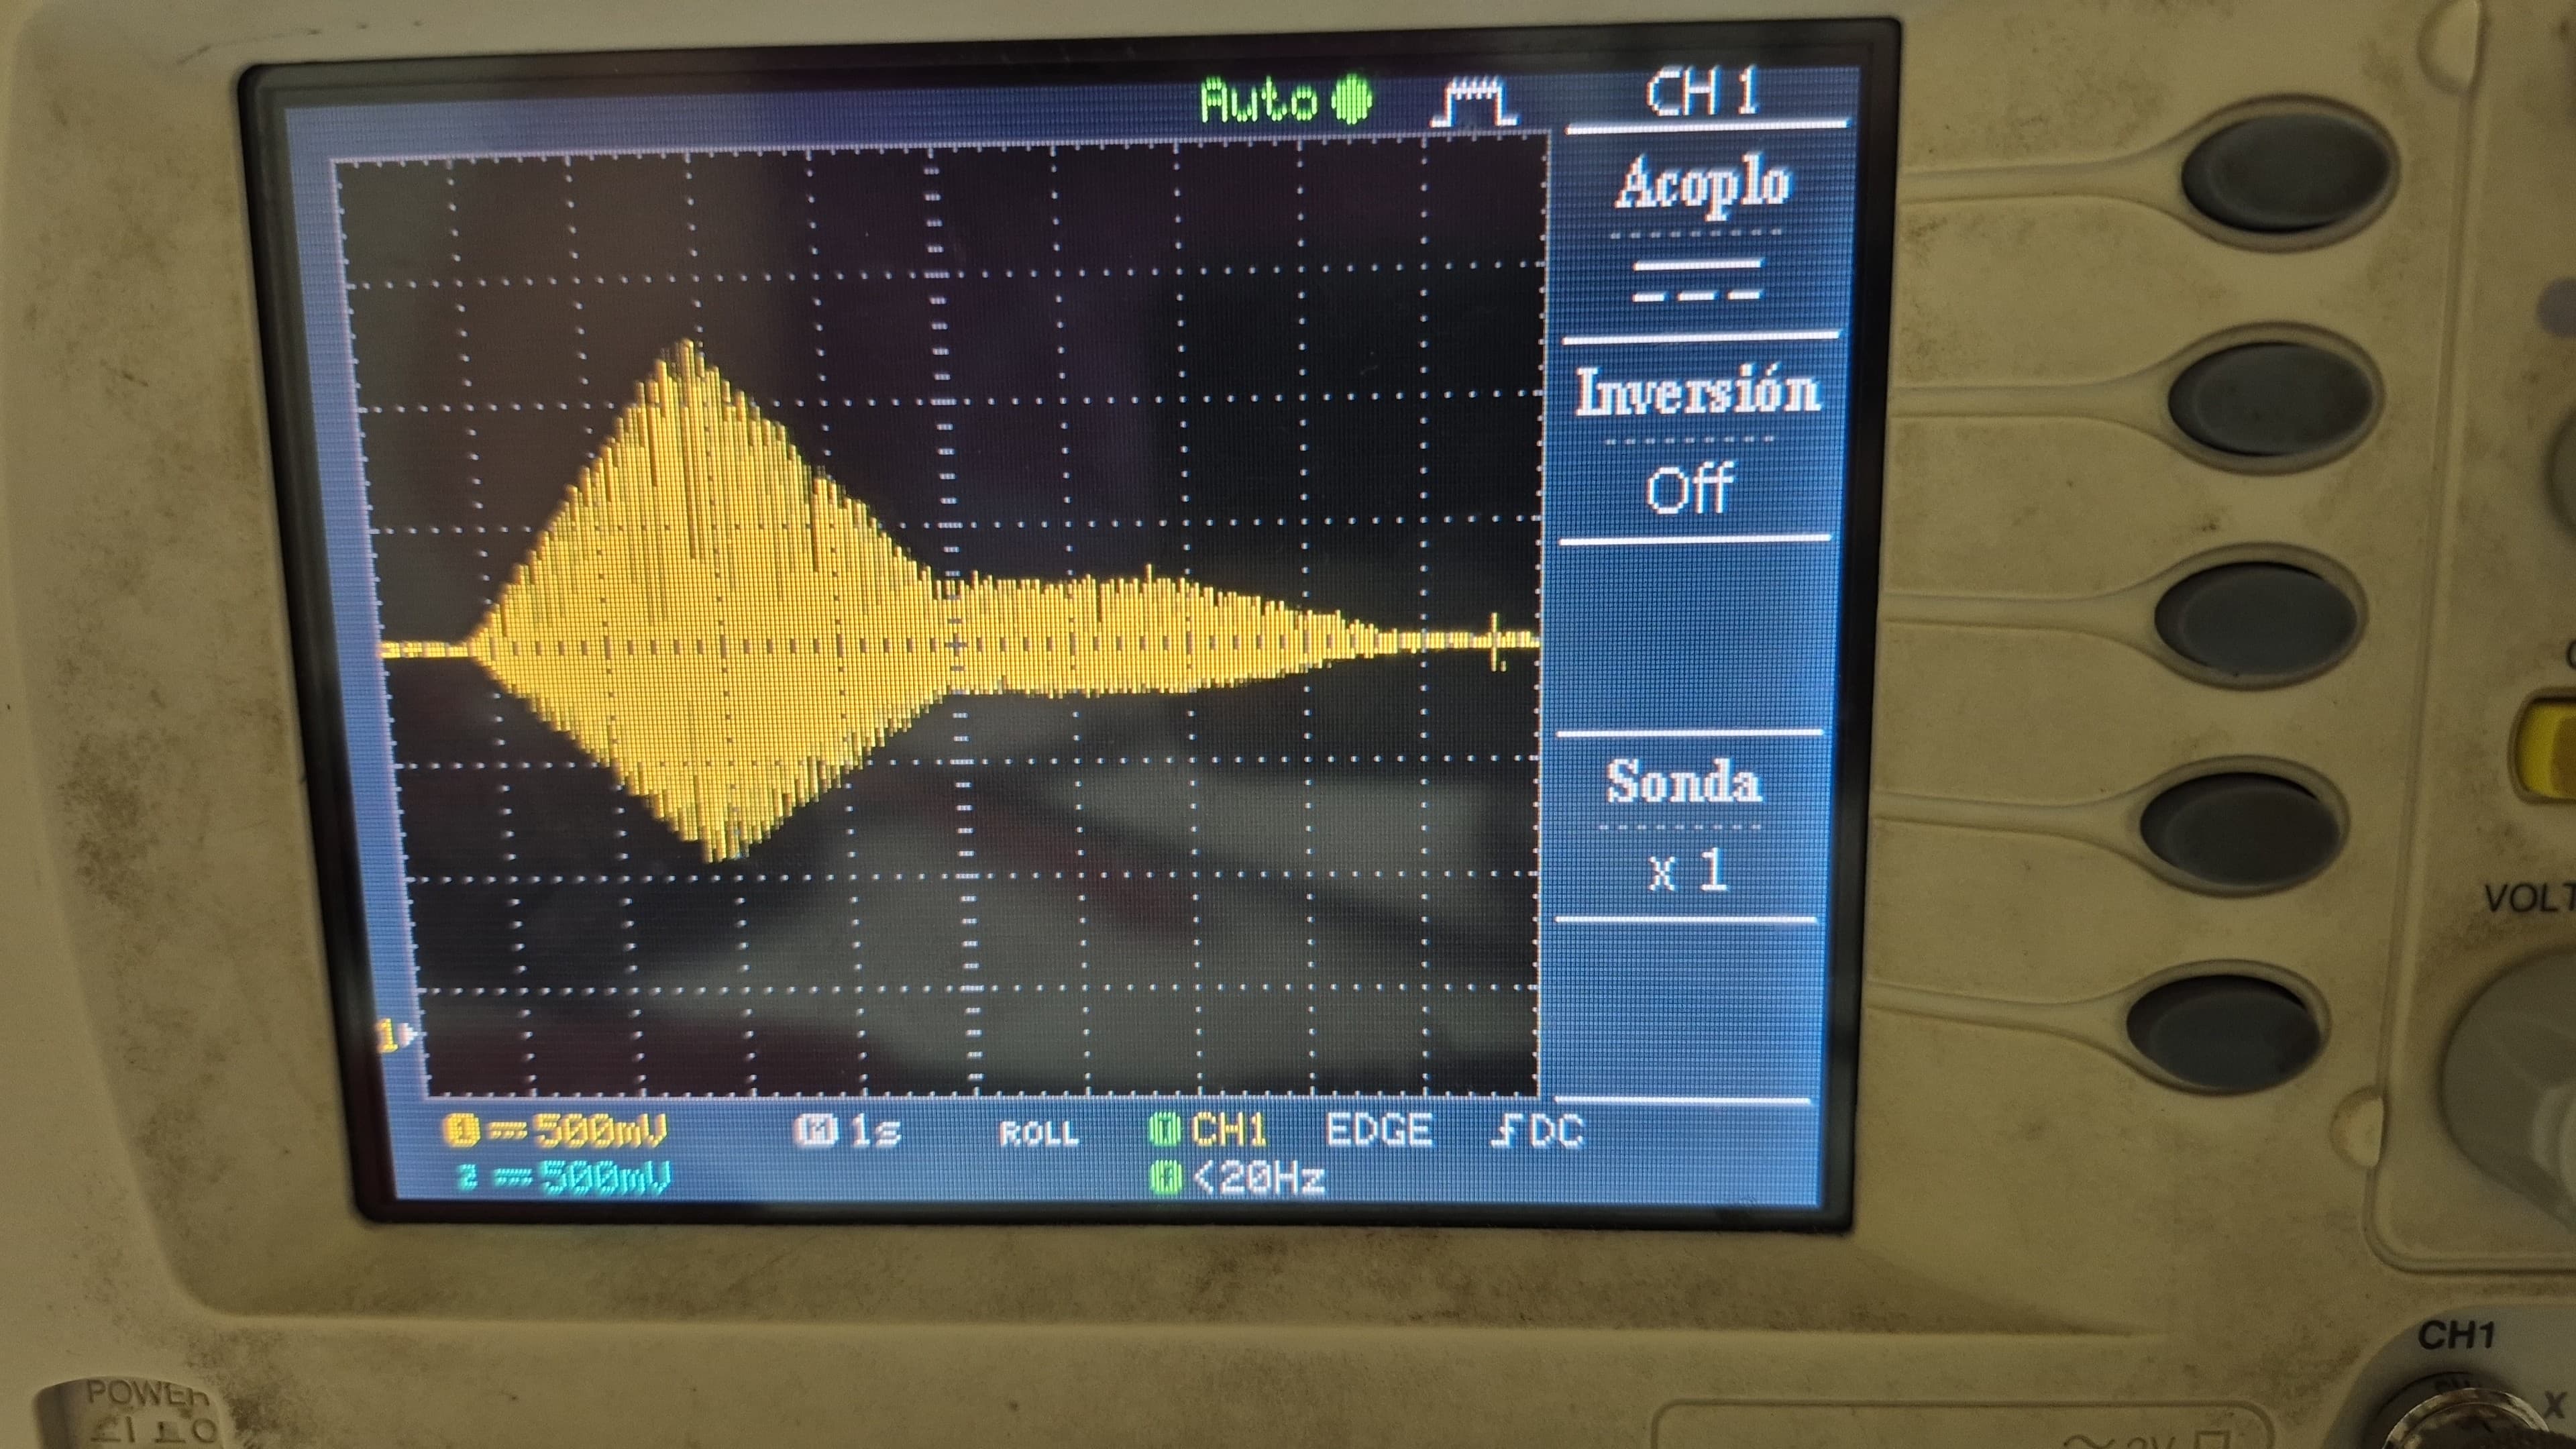 Auto CH 1
Acoplo
Inversión
Off
Sonda
x 1
1
1 500mV M 1s ROLL T CH1 EDGE DC
2 500mV <20Hz
VOLT
CH1
X
POWER